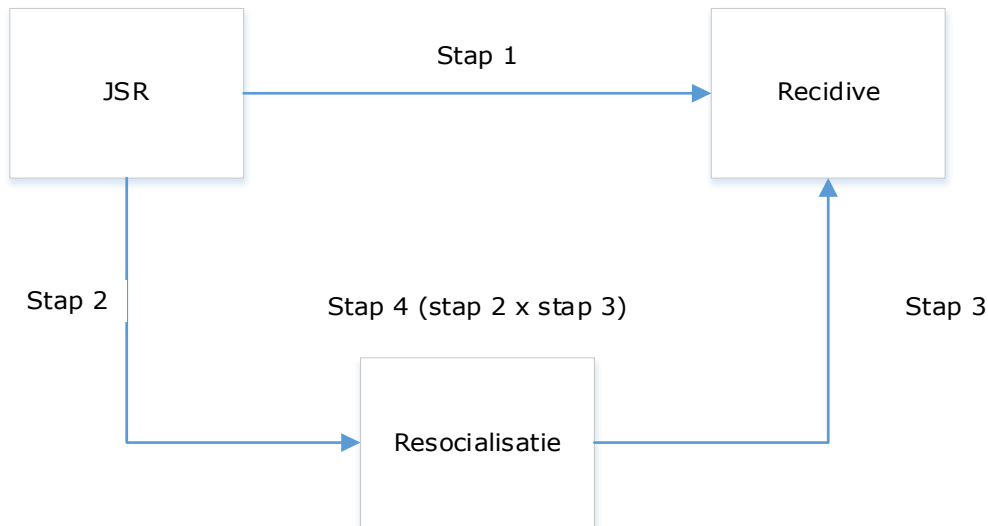 Stap 1
JSR
Recidive
Stap 2
Stap 4 (stap 2 x stap 3)
Stap 3
Resocialisatie